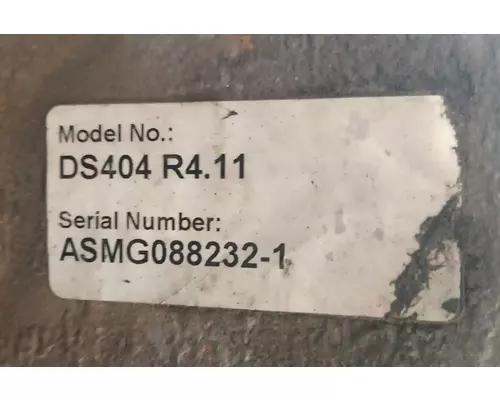 Model No.:
DS404 R4.11
Serial Number:
ASMG088232-1